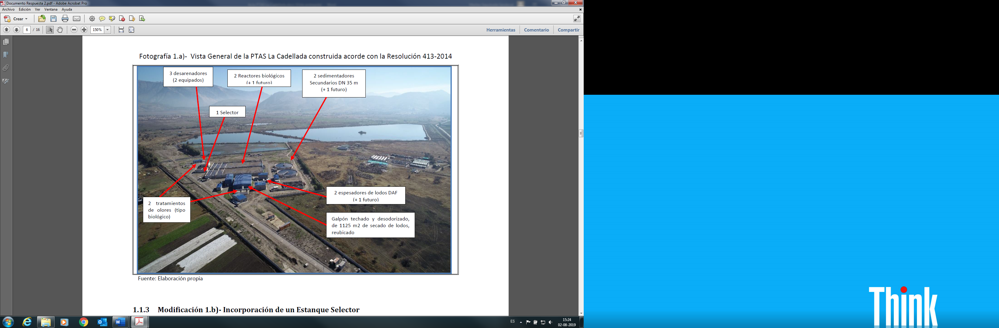 Documento Respuesta 2.pdf - Adobe Acrobat Pro
Archivo Edición Ver Ventana Ayuda
Crear
6 / 16 150%
Herramientas Comentario Compartir
Fotografía 1.a)- Vista General de la PTAS La Cadellada construida acorde con la Resolución 413-2014
3 desarenadores
(2 equipados)
2 Reactores biológicos
(+ 1 futuro)
2 sedimentadores
Secundarios DN 35 m
(+ 1 futuro)
1 Selector
2 espesadores de lodos DAF
(+ 1 futuro)
2 tratamientos
de olores (tipo
biológico)
Galpón techado y desodorizado,
de 1125 m2 de secado de lodos,
reubicado
Fuente: Elaboración propia
1.1.3 Modificación 1.b)- Incorporación de un Estanque Selector
ES
15:24
02-08-2019
Think